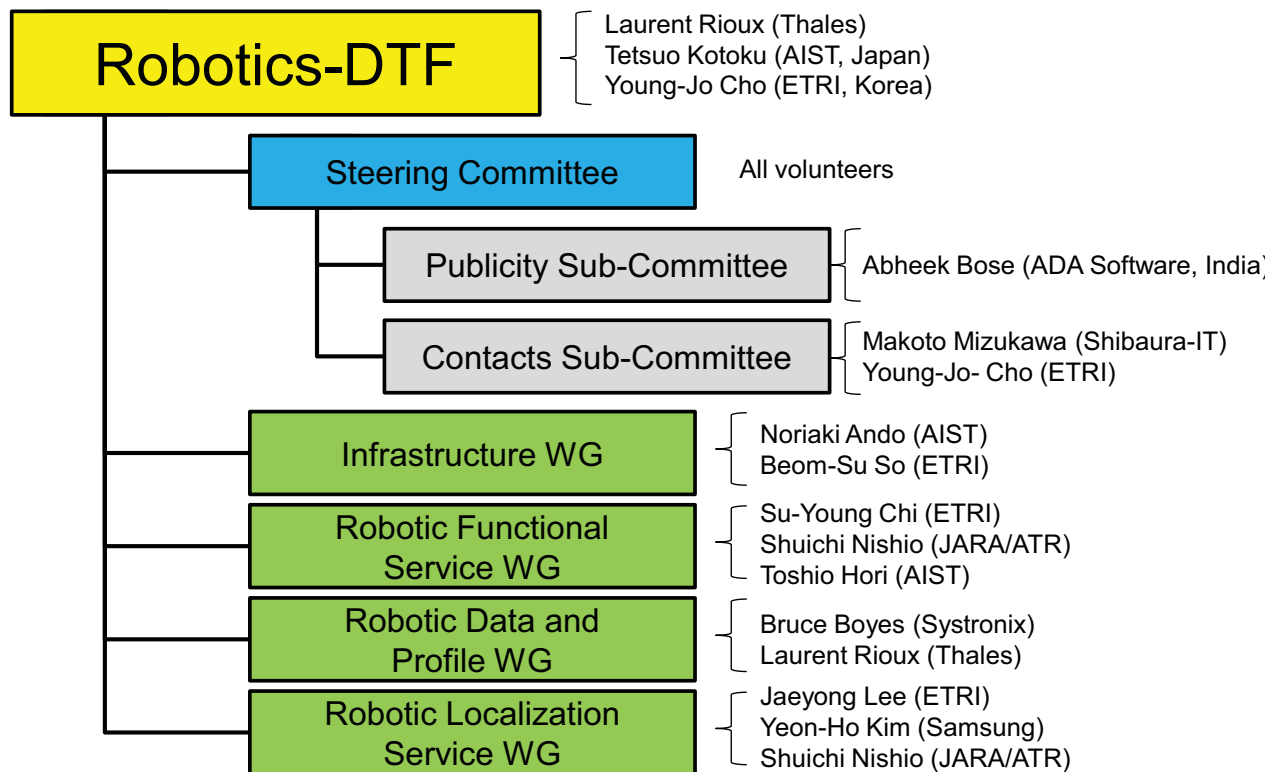 Robotics-DTF
Laurent Rioux (Thales)
Tetsuo Kotoku (AIST, Japan)
Young-Jo Cho (ETRI, Korea)
Steering Committee
All volunteers
Publicity Sub-Committee
Abheek Bose (ADA Software, India)
Contacts Sub-Committee
Makoto Mizukawa (Shibaura-IT)
Young-Jo- Cho (ETRI)
Infrastructure WG
Noriaki Ando (AIST)
Beom-Su So (ETRI)
Robotic Functional
Service WG
Su-Young Chi (ETRI)
Shuichi Nishio (JARA/ATR)
Toshio Hori (AIST)
Robotic Data and
Profile WG
Bruce Boyes (Systronix)
Laurent Rioux (Thales)
Robotic Localization
Service WG
Jaeyong Lee (ETRI)
Yeon-Ho Kim (Samsung)
Shuichi Nishio (JARA/ATR)